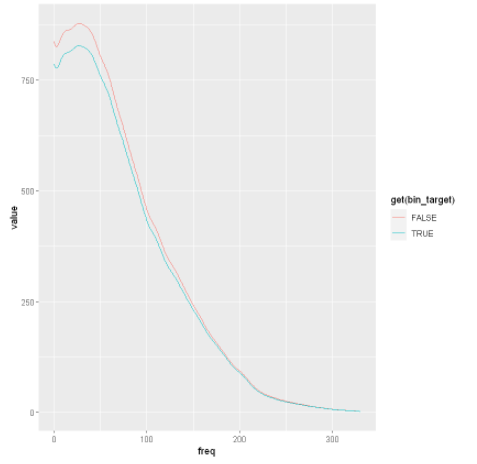 750
500
250
0
value
0 100 200 300
freq
get(bin_target)
FALSE
TRUE